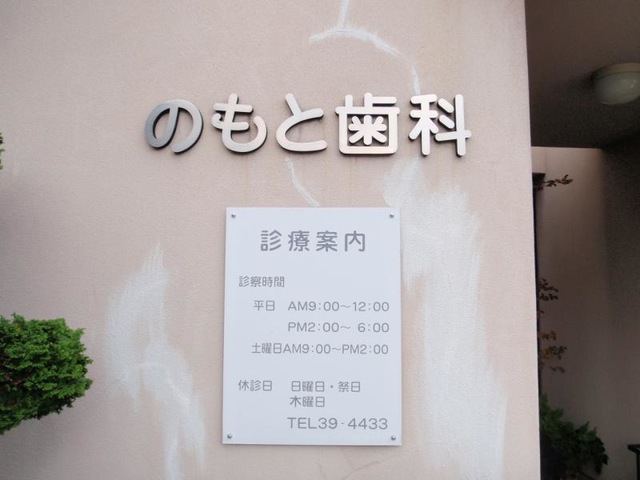 のもと歯科
診療案内
診察時間
平日 AM9:00～12:00
PM2:00～ 6:00
土曜日AM9:00～PM2:00
休診日 日曜日・祭日
木曜日
TEL39-4433